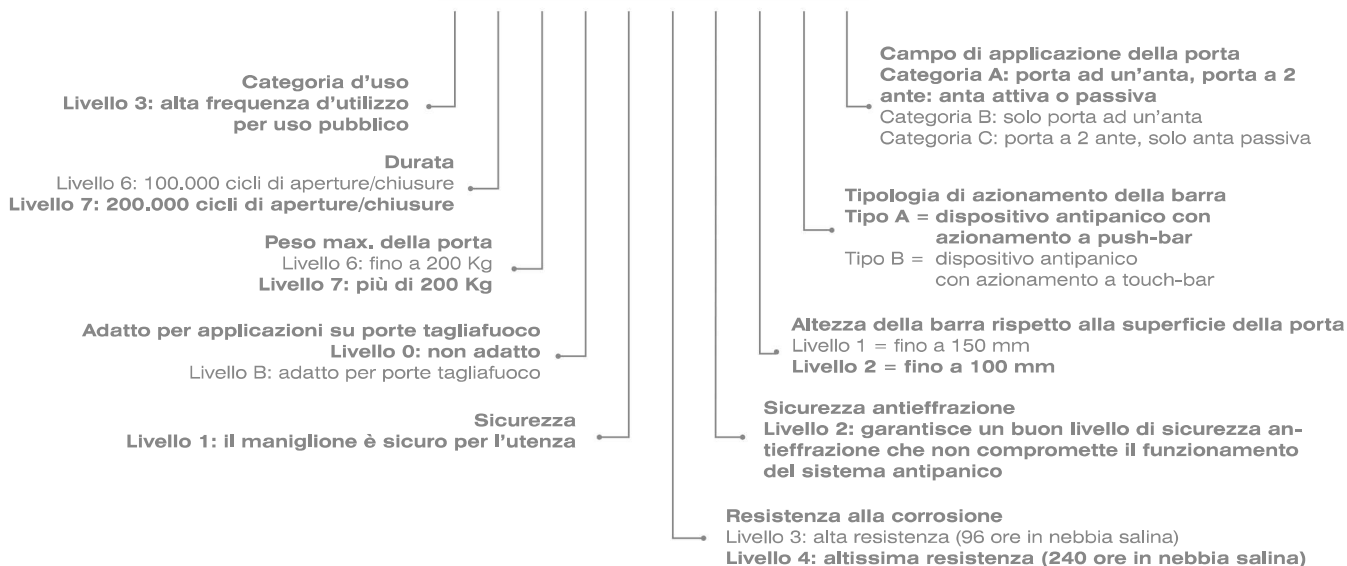 Categoria d'uso
Livello 3: alta frequenza d'utilizzo
per uso pubblico
Durata
Livello 6: 100.000 cicli di aperture/chiusure
Livello 7: 200.000 cicli di aperture/chiusure
Peso max. della porta
Livello 6: fino a 200 Kg
Livello 7: più di 200 Kg
Adatto per applicazioni su porte tagliafuoco
Livello 0: non adatto
Livello B: adatto per porte tagliafuoco
Sicurezza
Livello 1: il maniglione è sicuro per l'utenza
Campo di applicazione della porta
Categoria A: porta ad un'anta, porta a 2
ante: anta attiva o passiva
Categoria B: solo porta ad un'anta
Categoria C: porta a 2 ante, solo anta passiva
Tipologia di azionamento della barra
Tipo A = dispositivo antipanico con
azionamento a push-bar
Tipo B = dispositivo antipanico
con azionamento a touch-bar
Altezza della barra rispetto alla superficie della porta
Livello 1 = fino a 150 mm
Livello 2 = fino a 100 mm
Sicurezza antieffrazione
Livello 2: garantisce un buon livello di sicurezza an-
tieffrazione che non compromette il funzionamento
del sistema antipanico
Resistenza alla corrosione
Livello 3: alta resistenza (96 ore in nebbia salina)
Livello 4: altissima resistenza (240 ore in nebbia salina)